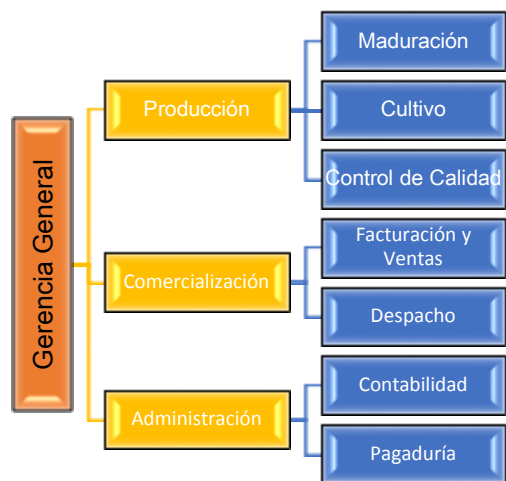 Gerencia General
Producción
Maduración
Cultivo
Control de Calidad
Comercialización
Facturación y
Ventas
Despacho
Administración
Contabilidad
Pagaduría